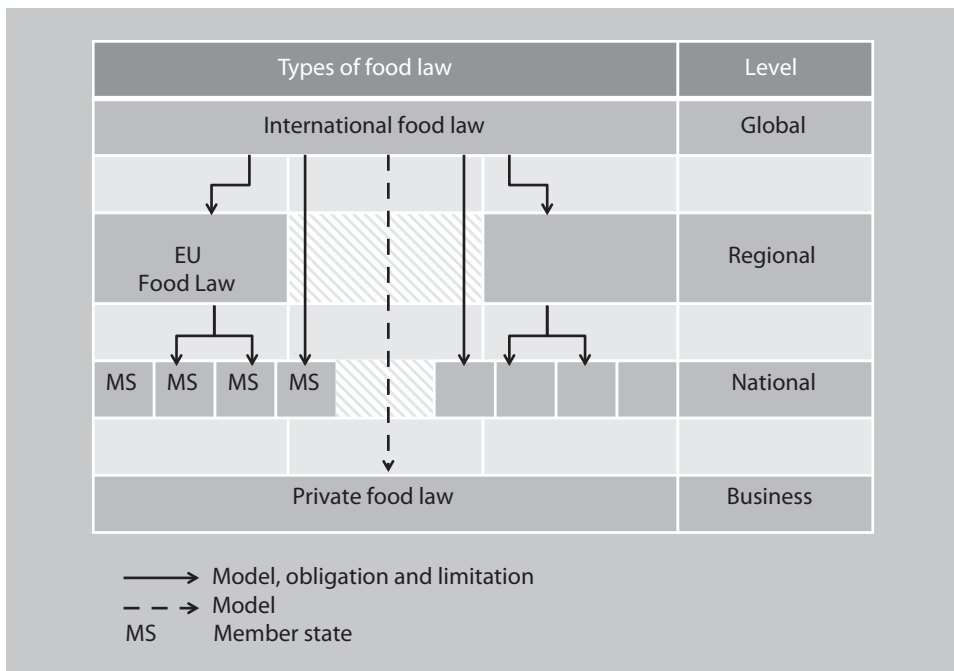 Types of food law Level
International food law Global
EU
Food Law
Regional
MS MS MS MS National
Private food law Business
Model, obligation and limitation
Model
MS Member state